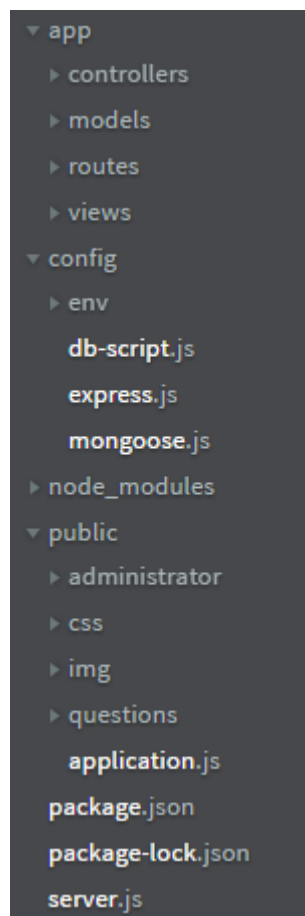 app
controllers
models
routes
views
config
env
db-script.js
express.js
mongoose.js
node_modules
public
administrator
css
img
questions
application.js
package.json
package-lock.json
server.js